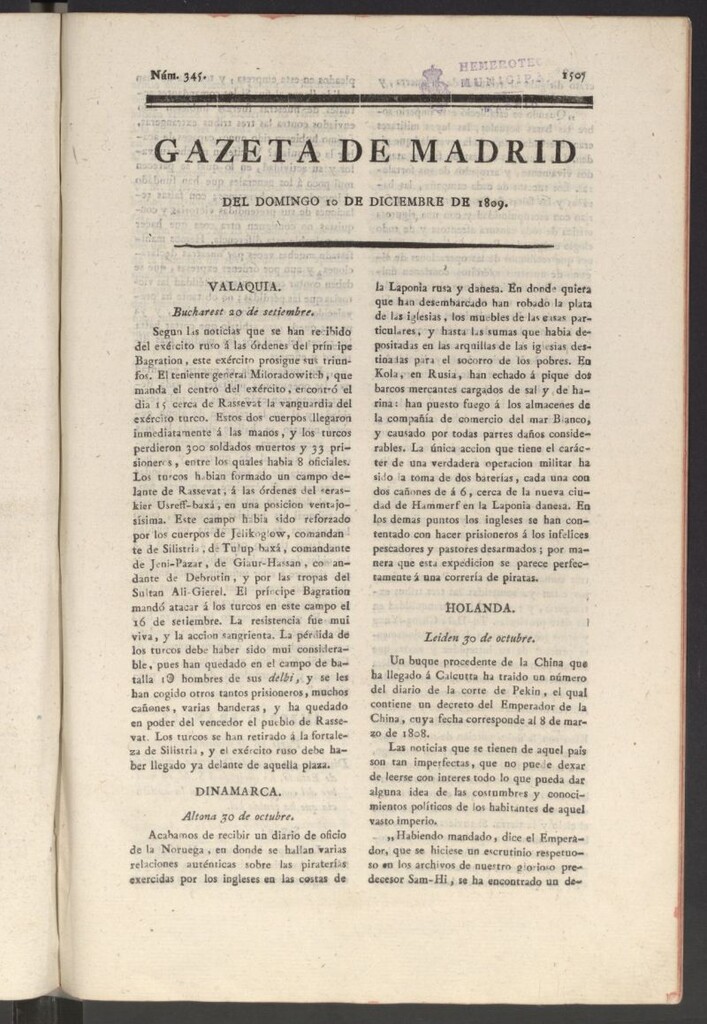 Núm. 345.
1505
HEMEROTEC
MUNICIPA
GAZETA DE MADRID
DEL DOMINGO 10 DE DICIEMBRE DE 1809.
VALAQUIA.
Bucharest 20 de setiembre.
Segun las noticias que se han recibido
del exército ruso á las órdenes del príncipe
Bagration, este exército prosigue sus triun-
fos. El teniente general Miloradowitch, que
manda el centro del exército, encontró el
dia 15 cerca de Rassevat la vanguardia del
exército turco. Estos dos cuerpos llegaron
inmediatamente á las manos, y los turcos
perdieron 300 soldados muertos y 33 pri-
sioneros, entre los quales habia 8 oficiales.
Los turcos habian formado un campo de-
lante de Rassevat, á las órdenes del seras-
kier Usreff-baxá, en una posicion ventajo-
sísima. Este campo habia sido reforzado
por los cuerpos de Jelikoglow, comandan
te de Silistria, de Tulup baxá, comandante
de Jeni-Pazar, de Giaur-Hassan, coman-
dante de Debrotin, y por las tropas del
Sultan Ali-Gierel. El príncipe Bagration
mandó atacar á los turcos en este campo el
16 de setiembre. La resistencia fue mui
viva, y la accion sangrienta. La pérdida de
los turcos debe haber sido mui considera-
ble, pues han quedado en el campo de ba-
talla 1Ð hombres de sus delhi, y se les
han cogido otros tantos prisioneros, muchos
cañones, varias banderas, y ha quedado
en poder del vencedor el pueblo de Rasse-
vat. Los turcos se han retirado á la fortale-
za de Silistria, y el exército ruso debe ha-
ber llegado ya delante de aquella plaza.
DINAMARCA.
Altona 30 de octubre.
Acabamos de recibir un diario de oficio
de la Noruega, en donde se hallan varias
relaciones auténticas sobre las piraterías
exercidas por los ingleses en las costas de
la Laponia rusa y danesa. En donde quiera
que han desembarcado han robado la plata
de las iglesias, los muebles de las casas par-
ticulares, y hasta las sumas que habia de-
positadas en las arquillas de las iglesias des-
tinadas para el socorro de los pobres. En
Kola, en Rusia, han echado á pique dos
barcos mercantes cargados de sal y de ha-
rina: han puesto fuego á los almacenes de
la compañía de comercio del mar Blanco,
y causado por todas partes daños conside-
rables. La única accion que tiene el carác-
ter de una verdadera operacion militar ha
sido la toma de dos baterías, cada una con
dos cañones de á 6, cerca de la nueva ciu-
dad de Hammerf en la Laponia danesa. En
los demas puntos los ingleses se han con-
tentado con hacer prisioneros á los infelices
pescadores y pastores desarmados; por ma-
nera que esta expedicion se parece perfec-
tamente á una correría de piratas.
HOLANDA.
Leiden 30 de octubre.
Un buque procedente de la China que
ha llegado á Calcutta ha traido un número
del diario de la corte de Pekin, el qual
contiene un decreto del Emperador de la
China, cuya fecha corresponde al 8 de mar-
zo de 1808.
Las noticias que se tienen de aquel pais
son tan imperfectas, que no puede dexar
de leerse con interes todo lo que pueda dar
alguna idea de las costumbres y conoci-
mientos políticos de los habitantes de aquel
vasto imperio.
„Habiendo mandado, dice el Empera-
dor, que se hiciese un escrutinio respetuo-
so en los archivos de nuestro glorioso pre-
decesor Sam-Hi, se ha encontrado un de-